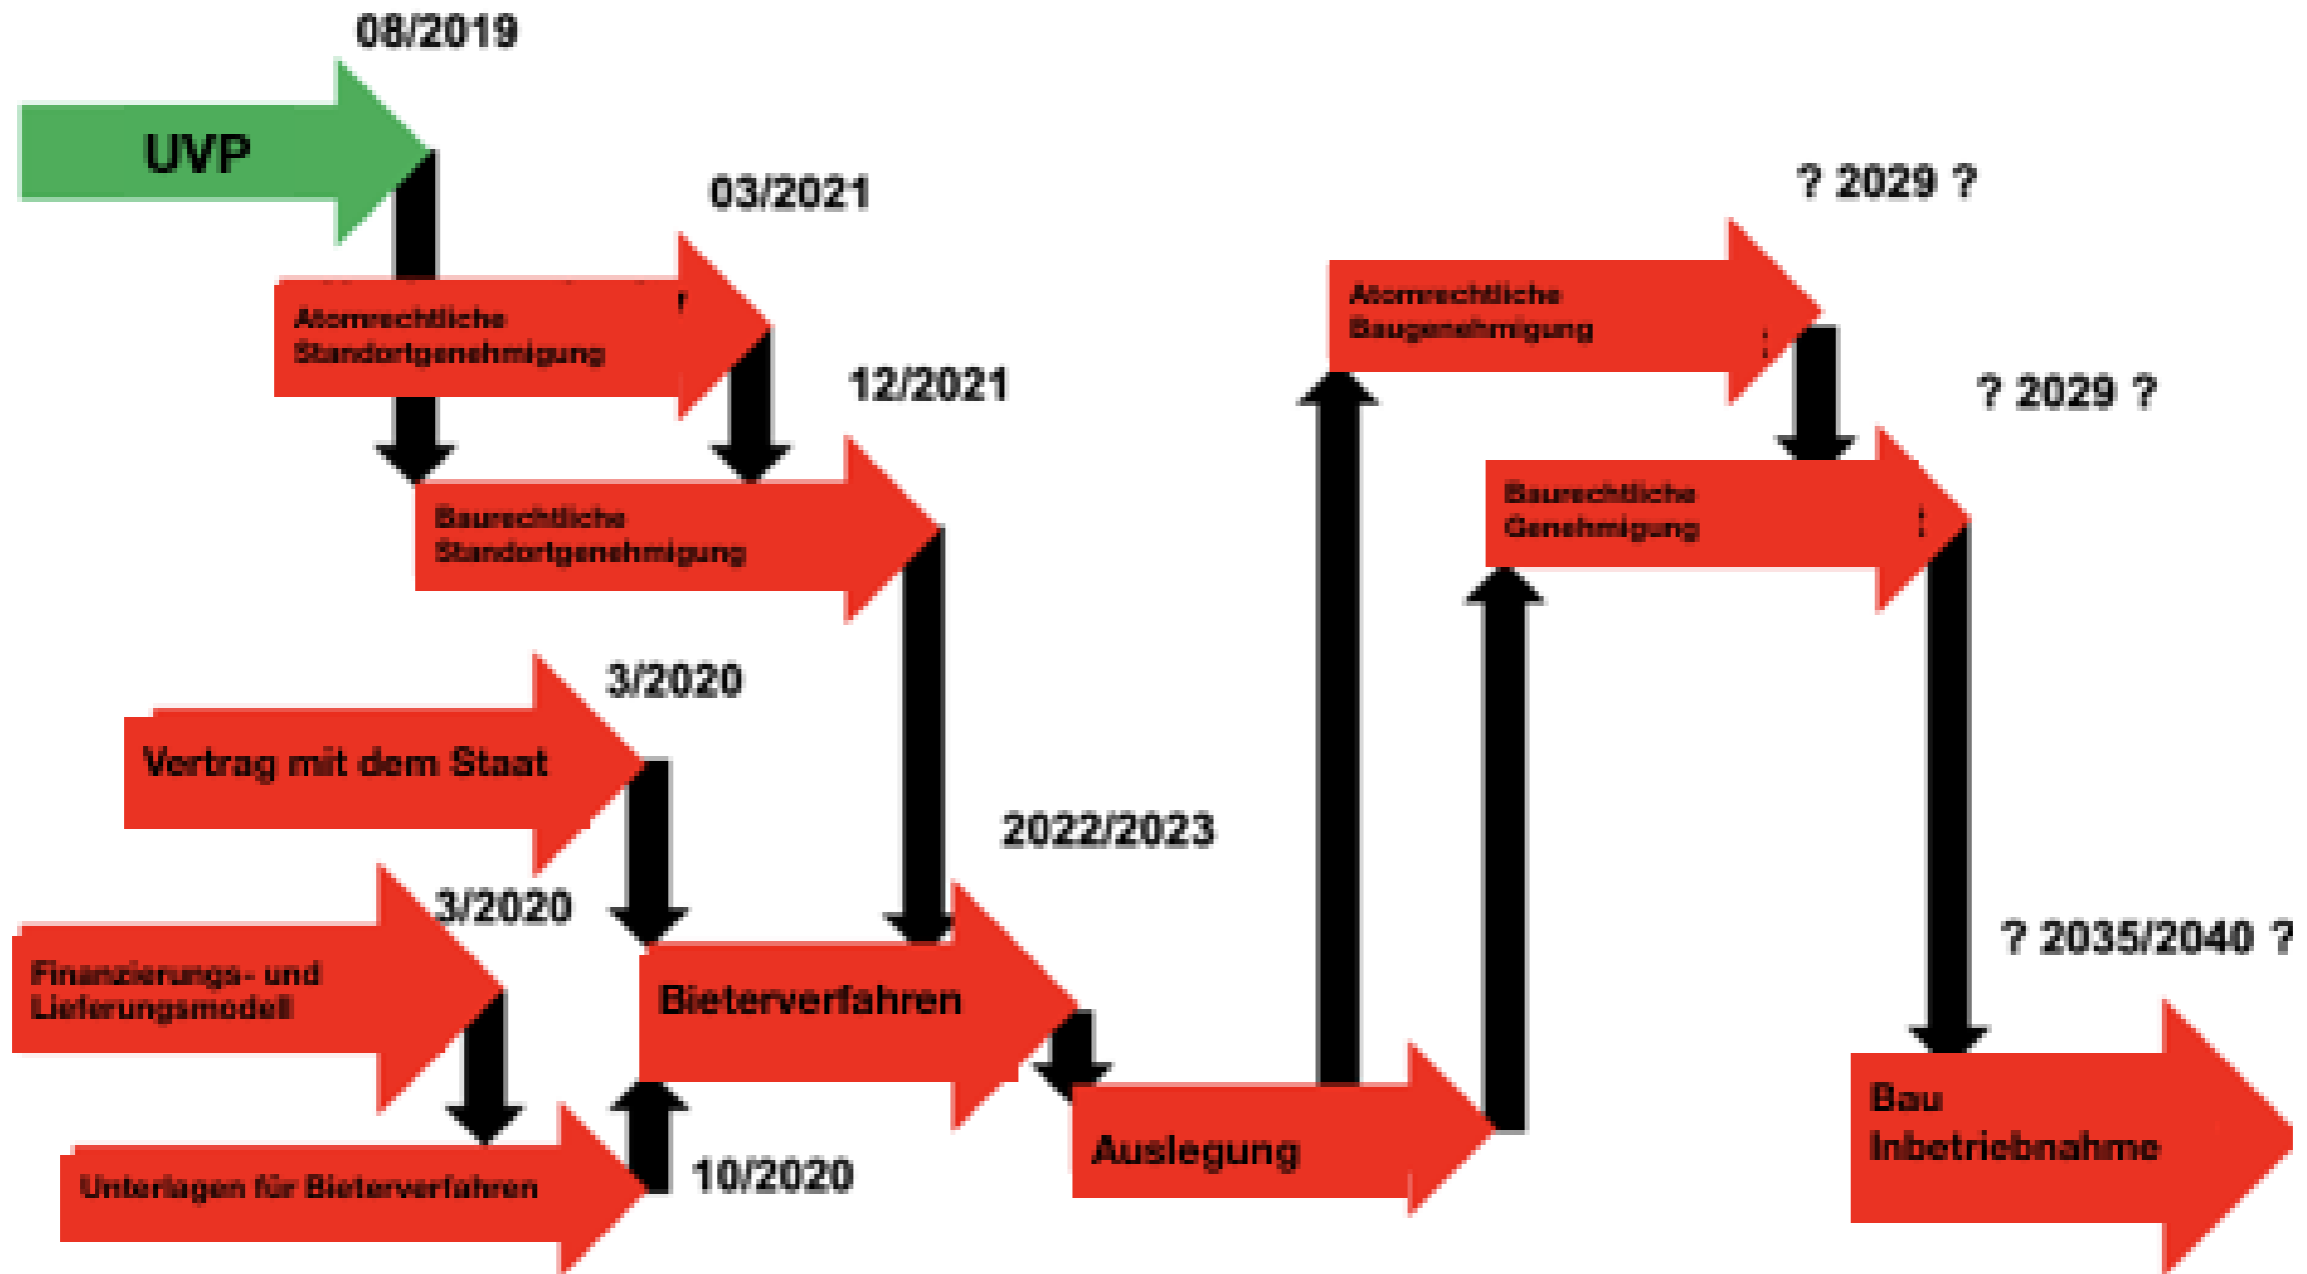 08/2019
UVP
03/2021
Atomrechtliche
Standortgenehmigung
12/2021
Baurechtliche
Standortgenehmigung
3/2020
Vertrag mit dem Staat
3/2020
Finanzierungs- und
Lieferungsmodell
Unterlagen für Bieterverfahren
10/2020
2022/2023
Bieterverfahren
Auslegung
? 2029 ?
Atomrechtliche
Baugenehmigung
? 2029 ?
Baurechtliche
Genehmigung
? 2035/2040 ?
Bau
Inbetriebnahme